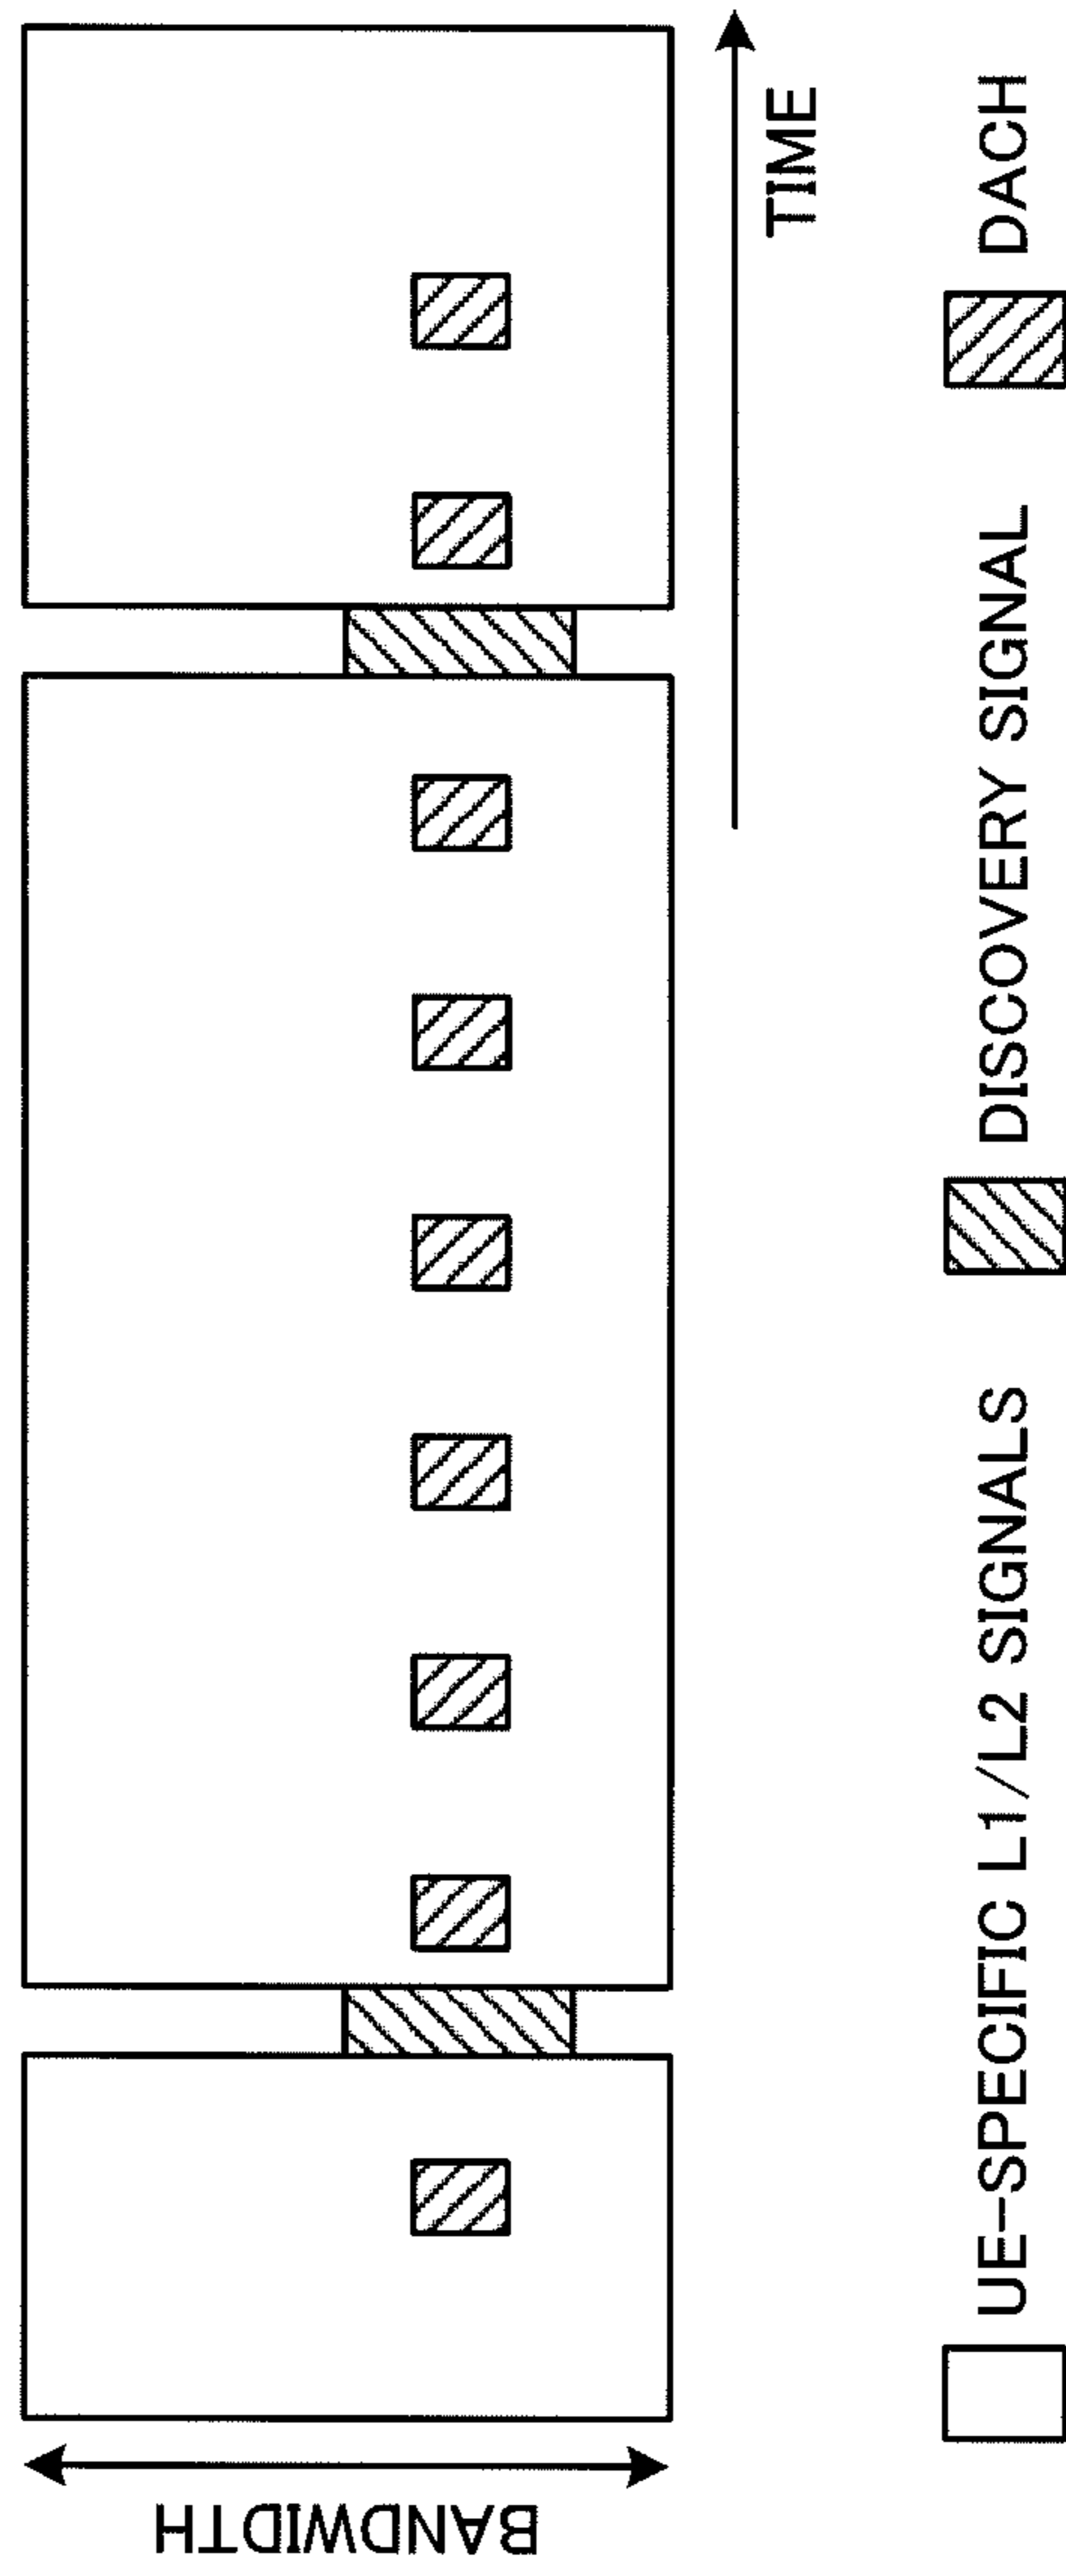 BANDWIDTH
TIME
UE-SPECIFIC L1/L2 SIGNALS
DISCOVERY SIGNAL
DACH